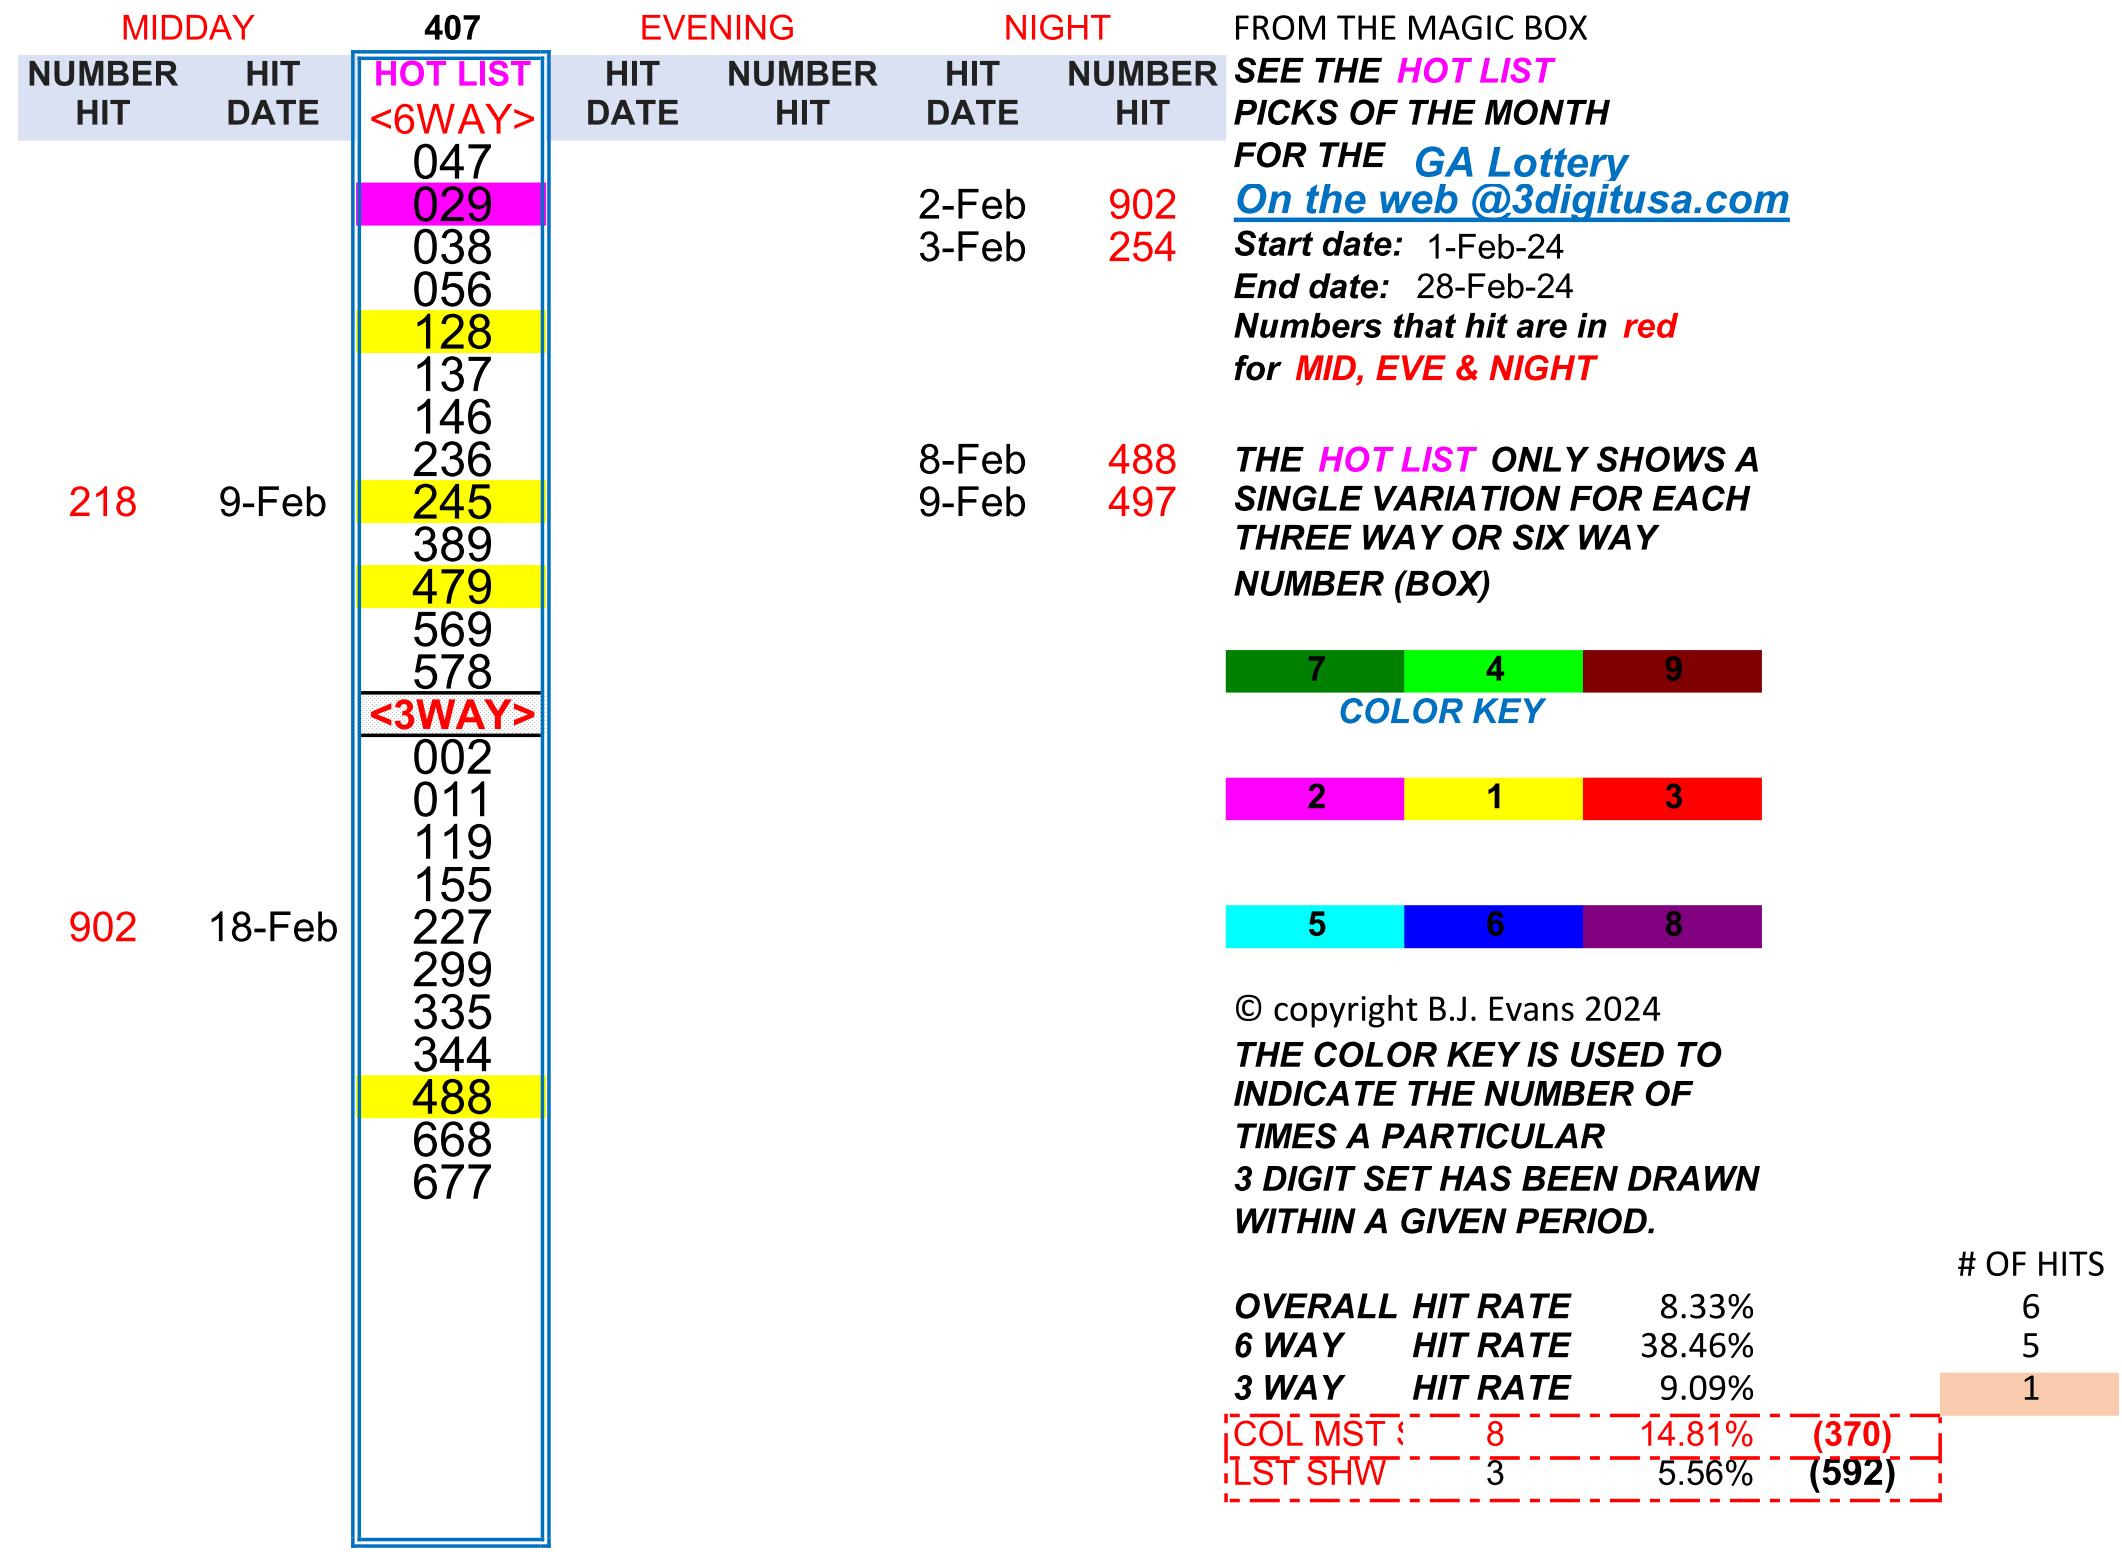 MIDDAY 407 EVENING NIGHT FROM THE MAGIC BOX
NUMBER HIT HOT LIST HIT NUMBER HIT NUMBER SEE THE HOT LIST
HIT DATE <6WAY> DATE HIT DATE HIT PICKS OF THE MONTH
047 FOR THE GA Lottery
029 2-Feb 902 On the web @3digitusa.com
038 3-Feb 254 Start date: 1-Feb-24
056 End date: 28-Feb-24
128 Numbers that hit are in red
137 for MID, EVE & NIGHT
146
236 8-Feb 488 THE HOT LIST ONLY SHOWS A
218 9-Feb 245 9-Feb 497 SINGLE VARIATION FOR EACH
389 THREE WAY OR SIX WAY
479 NUMBER (BOX)
569
578 7 4 9
<3WAY> COLOR KEY
002
011 2 1 3
119
155
902 18-Feb 227 5 6 8
299
335 © copyright B.J. Evans 2024
344 THE COLOR KEY IS USED TO
488 INDICATE THE NUMBER OF
668 TIMES A PARTICULAR
677 3 DIGIT SET HAS BEEN DRAWN
WITHIN A GIVEN PERIOD.
# OF HITS
OVERALL HIT RATE 8.33% 6
6 WAY HIT RATE 38.46% 5
3 WAY HIT RATE 9.09% 1
COL MST 8 14.81% (370)
LST SHW 3 5.56% (592)